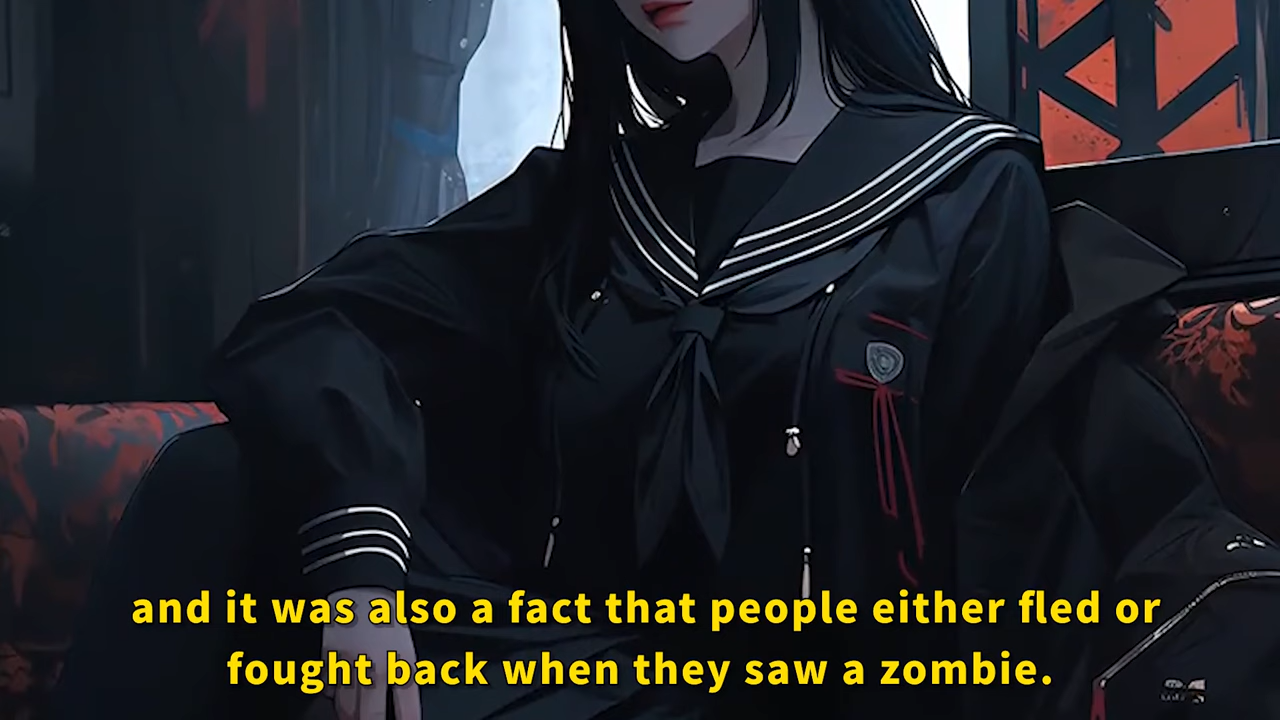 and it was also a fact that people either fled or
fought back when they saw a zombie.